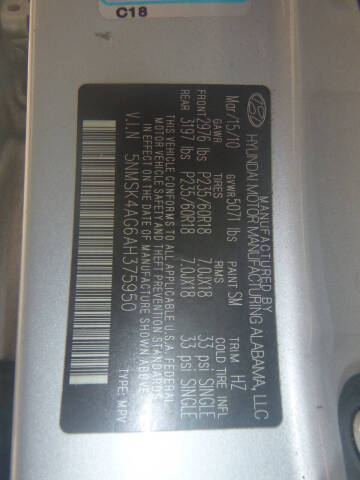 C18
MANUFACTURED BY
HYUNDAI MOTOR MANUFACTURING ALABAMA, LLC
Mar/15/10 GVWR 5071 lbs PAINT SM TRIM HZ
GAWR TIRES RIMS COLD TIRE INFL
FRONT 2976 lbs P235/60R18 7.0JX18 33 psi SINGLE
REAR 3197 lbs P235/60R18 7.0JX18 33 psi SINGLE
THIS VEHICLE CONFORMS TO ALL APPLICABLE U.S.A. FEDERAL
MOTOR VEHICLE SAFETY AND THEFT PREVENTION STANDARDS
IN EFFECT ON THE DATE OF MANUFACTURE SHOWN ABOVE.
V.I.N 5NMSK4AG6AH375950 TYPE: MPV